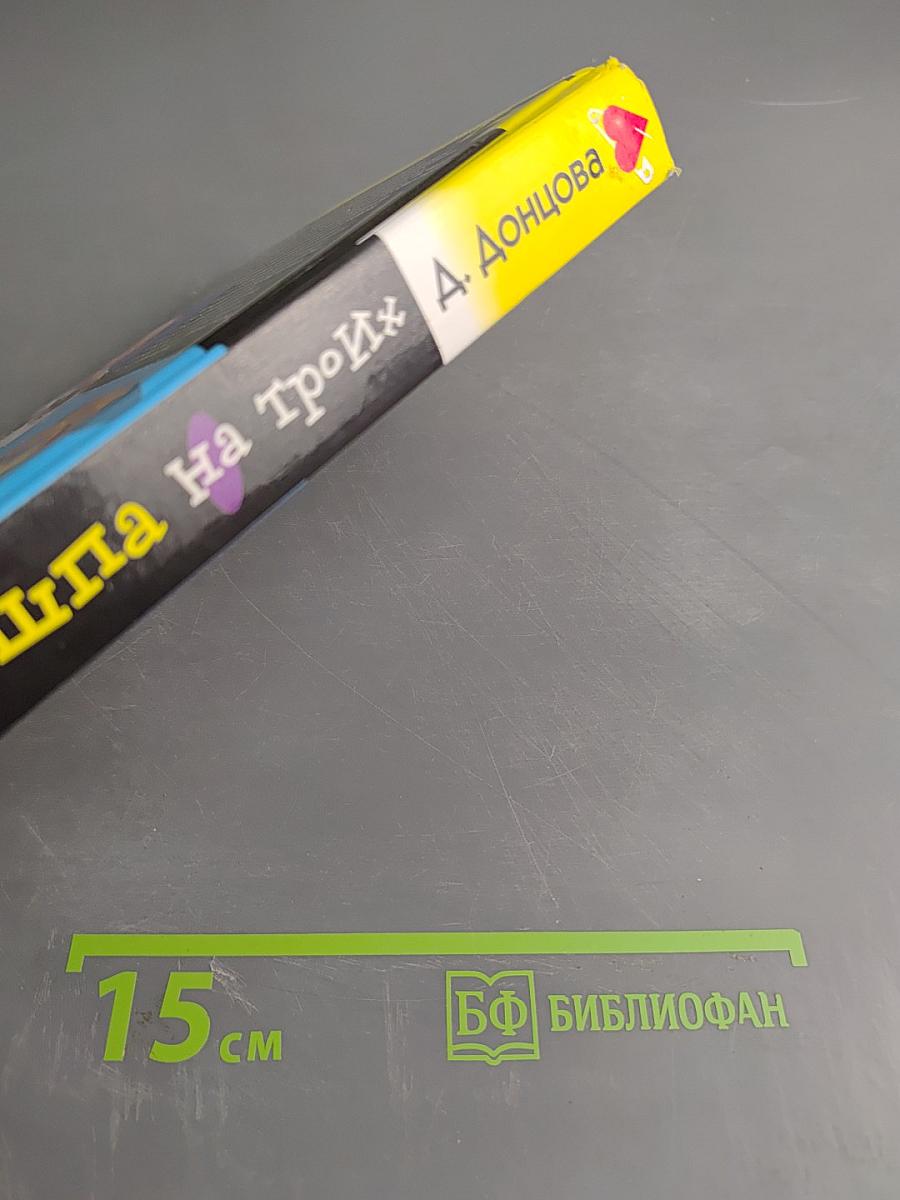 Д. Донцова
шпа на троих
15 см
БФ БИБЛИОФАН